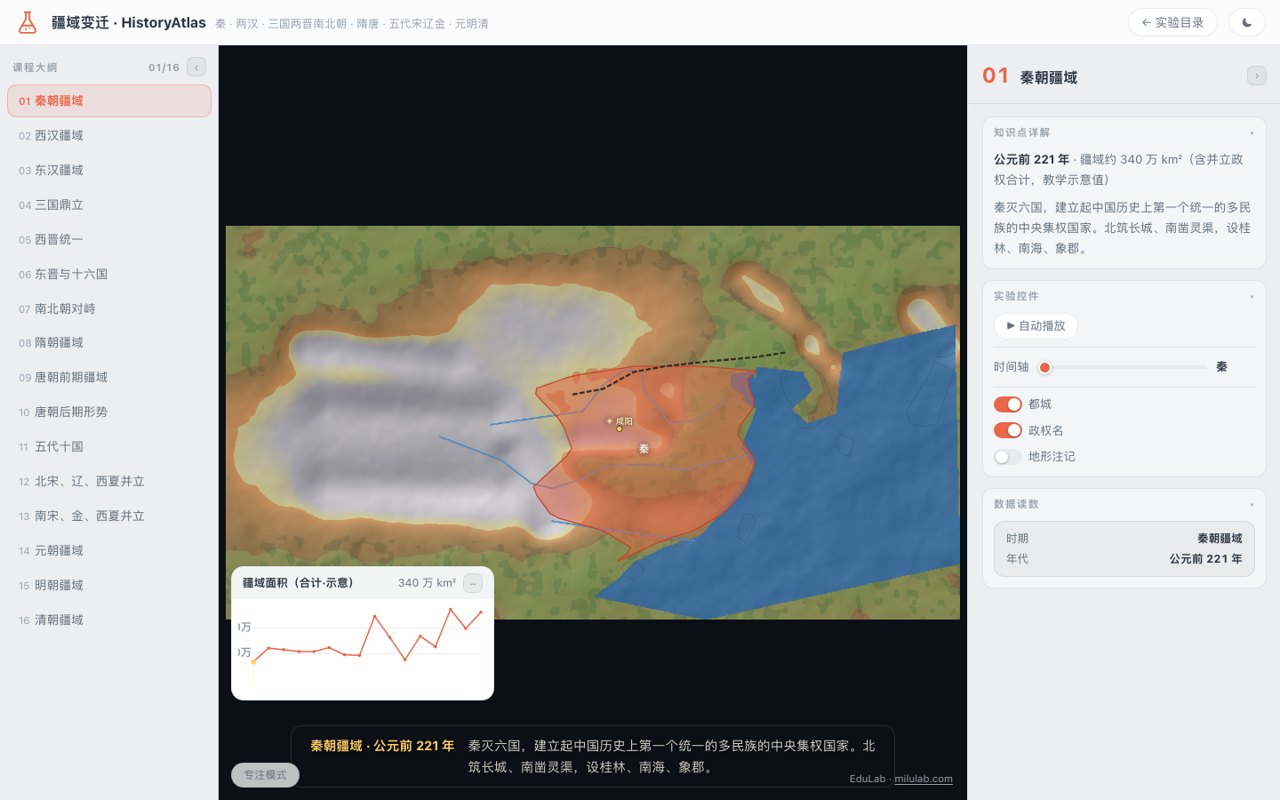 疆域变迁 · HistoryAtlas
秦 · 两汉 · 三国两晋南北朝 · 隋唐 · 五代宋辽金 · 元明清
← 实验目录
课程大纲
01/16
01 秦朝疆域
02 西汉疆域
03 东汉疆域
04 三国鼎立
05 西晋统一
06 东晋与十六国
07 南北朝对峙
08 隋朝疆域
09 唐朝前期疆域
10 唐朝后期形势
11 五代十国
12 北宋、辽、西夏并立
13 南宋、金、西夏并立
14 元朝疆域
15 明朝疆域
16 清朝疆域
咸阳
秦
疆域面积（合计·示意）
340 万 km²
0万
0万
秦朝疆域 · 公元前 221 年
秦灭六国，建立起中国历史上第一个统一的多民族的中央集权国家。北
筑长城、南凿灵渠，设桂林、南海、象郡。
专注模式
EduLab · milulab.com
01 秦朝疆域
知识点详解
公元前 221 年 · 疆域约 340 万 km²（含并立政
权合计，教学示意值）
秦灭六国，建立起中国历史上第一个统一的多民
族的中央集权国家。北筑长城、南凿灵渠，设桂
林、南海、象郡。
实验控件
▶ 自动播放
时间轴
秦
都城
政权名
地形注记
数据读数
时期
秦朝疆域
年代
公元前 221 年